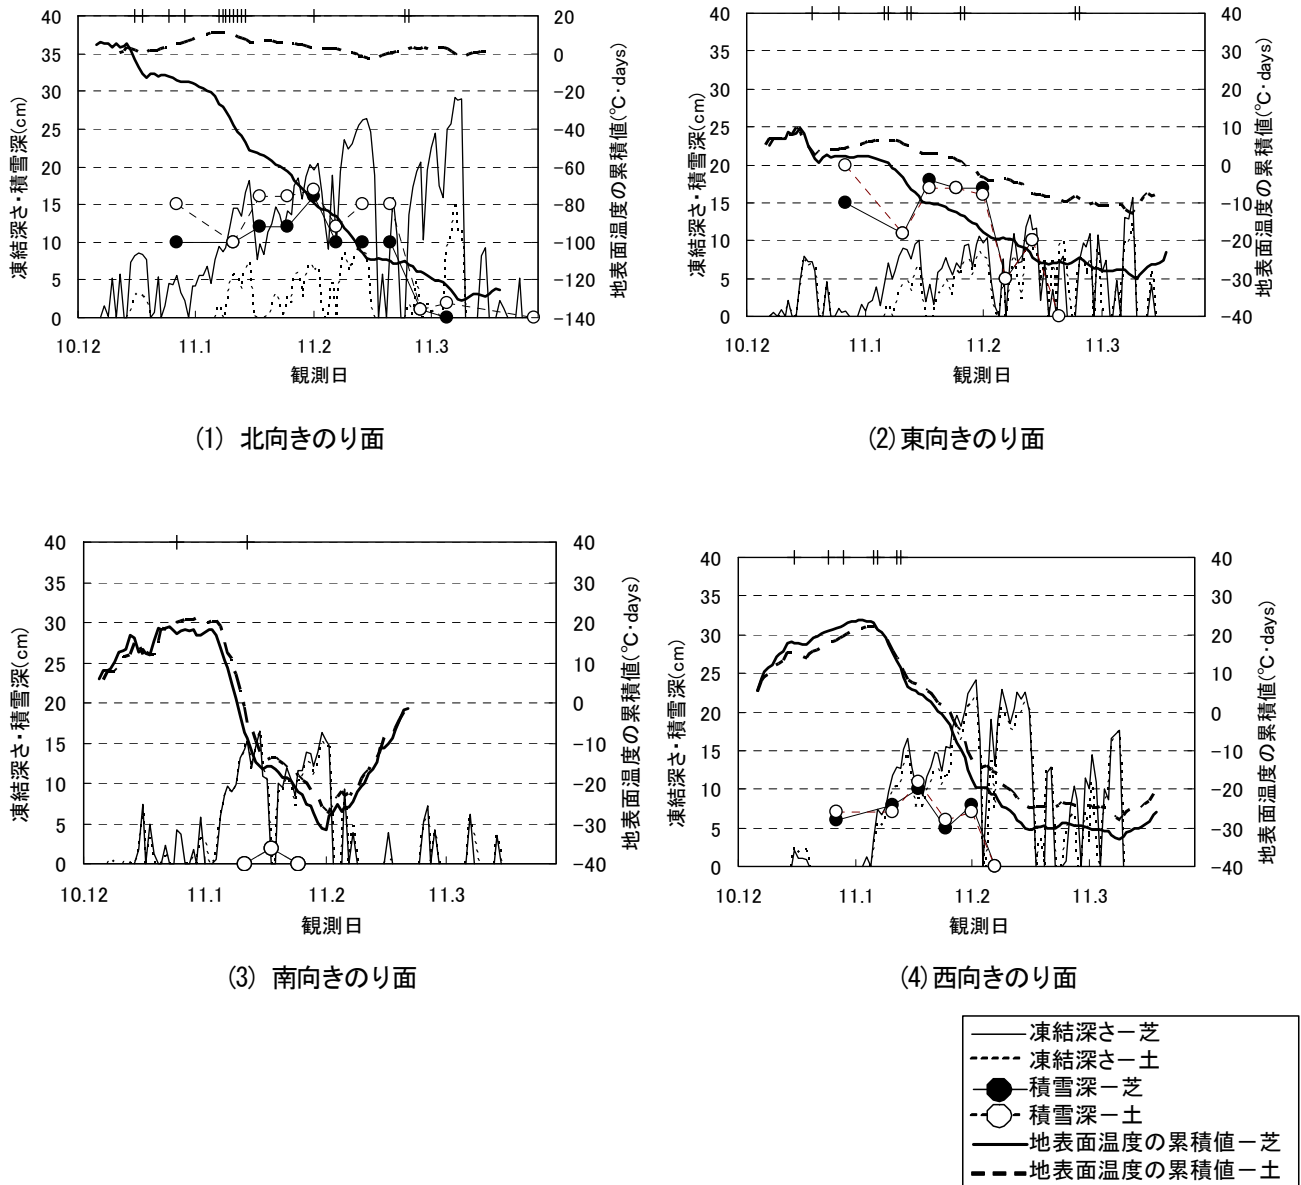 凍結深さ・積雪深(cm)
40
35
30
25
20
15
10
5
0
20
0
-20
-40
-60
-80
-100
-120
-140
地表面温度の累積値(℃・days)
10.12 11.1 11.2 11.3
観測日
(1) 北向きのり面
凍結深さ・積雪深(cm)
40
35
30
25
20
15
10
5
0
40
30
20
10
0
-10
-20
-30
-40
地表面温度の累積値(℃・days)
10.12 11.1 11.2 11.3
観測日
(2)東向きのり面
凍結深さ・積雪深(cm)
40
35
30
25
20
15
10
5
0
40
30
20
10
0
-10
-20
-30
-40
地表面温度の累積値(℃・days)
10.12 11.1 11.2 11.3
観測日
(3) 南向きのり面
凍結深さ・積雪深(cm)
40
35
30
25
20
15
10
5
0
40
30
20
10
0
-10
-20
-30
-40
地表面温度の累積値(℃・days)
10.12 11.1 11.2 11.3
観測日
(4)西向きのり面
凍結深さ－芝
凍結深さ－土
積雪深－芝
積雪深－土
地表面温度の累積値－芝
地表面温度の累積値－土